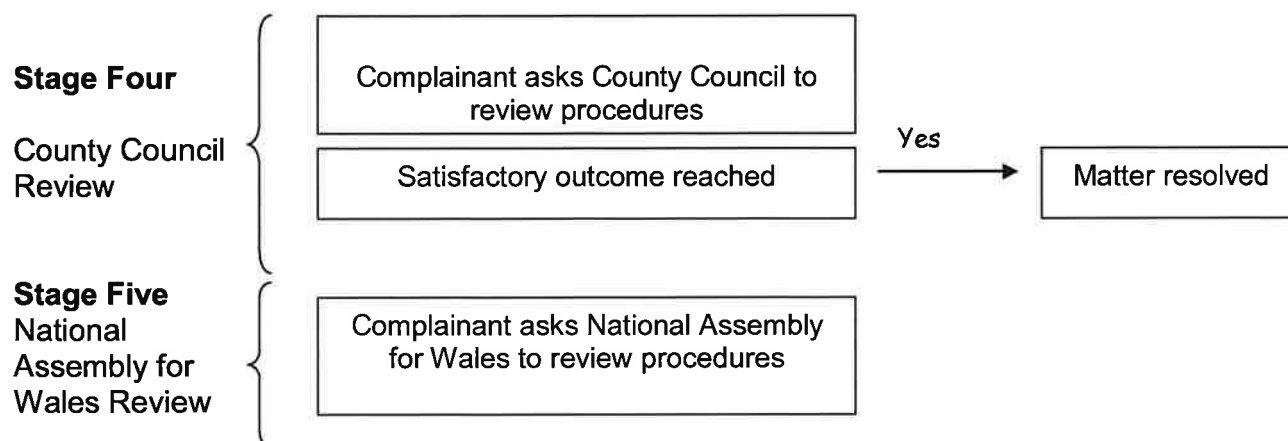 Stage Four
County Council
Review
Complainant asks County Council to
review procedures
Satisfactory outcome reached
Yes
Matter resolved
Stage Five
National
Assembly for
Wales Review
Complainant asks National Assembly
for Wales to review procedures